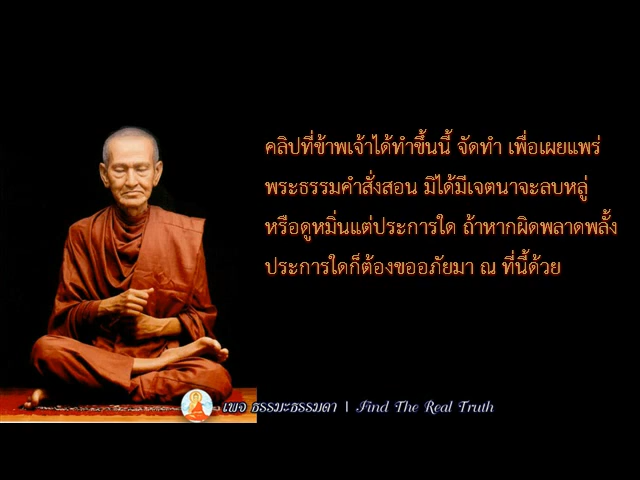 คลิปที่ข้าพเจ้าได้ทำขึ้นนี้ จัดทำ เพื่อเผยแพร่
พระธรรมคำสั่งสอน มิได้มีเจตนาจะลบหลู่
หรือดูหมิ่นแต่ประการใด ถ้าหากผิดพลาดพลั้ง
ประการใดก็ต้องขออภัยมา ณ ที่นี้ด้วย
เพจ ธรรมะธรรมดา | Find The Real Truth